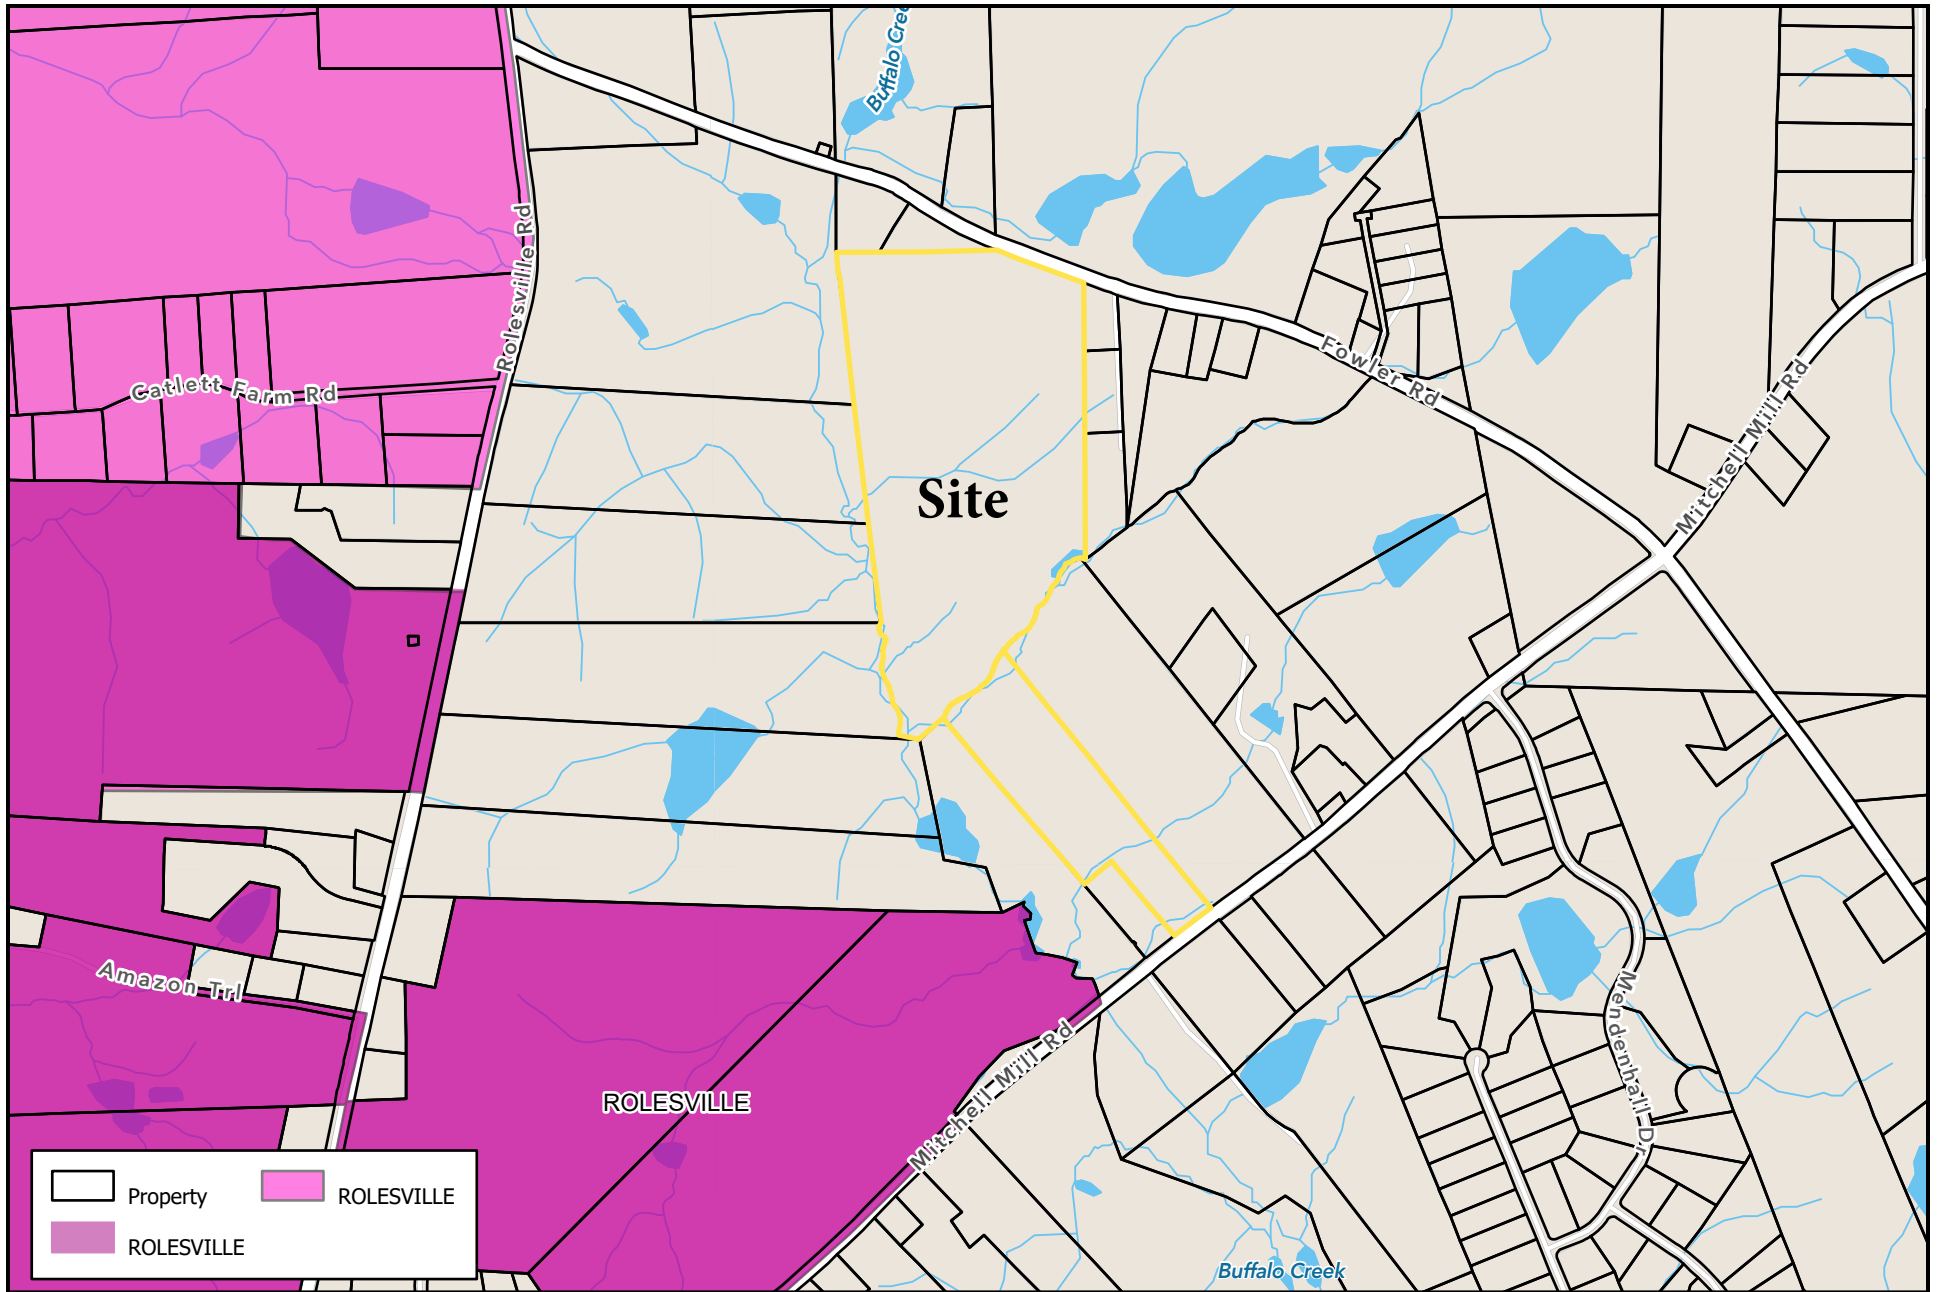 Buffalo Cree
Rolesville Rd
Fowler Rd
Mitchell Mill Rd
Catlett Farm Rd
Site
Amazon Trl
Mendenhall Dr
Mitchell Mill Rd
ROLESVILLE
Buffalo Creek
Property
ROLESVILLE
ROLESVILLE